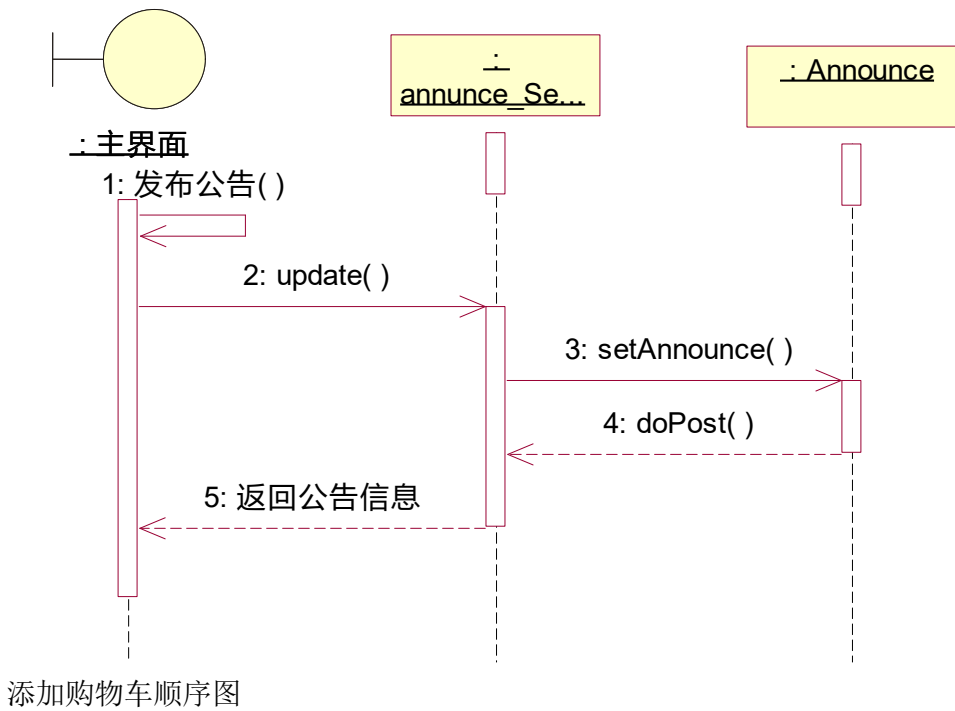 :
annunce_Se...
: Announce
: 主界面
1: 发布公告( )
2: update( )
3: setAnnounce( )
4: doPost( )
5: 返回公告信息
添加购物车顺序图